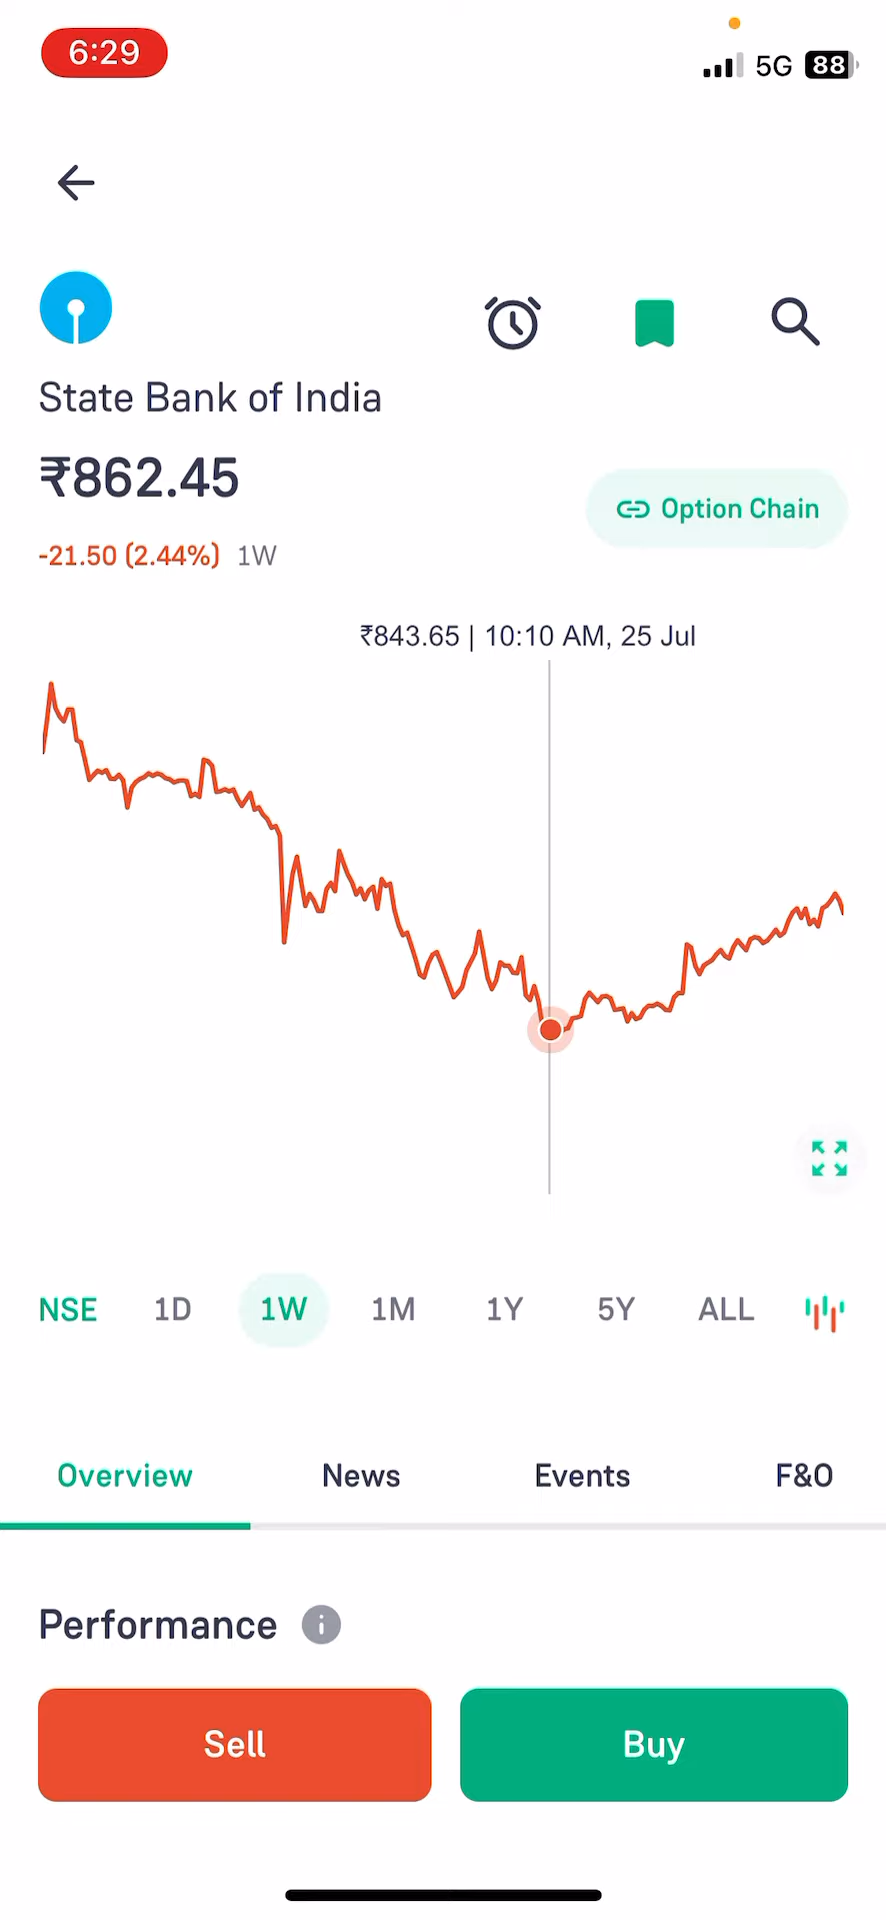 6:29
5G 88
State Bank of India
₹862.45
Option Chain
-21.50 (2.44%) 1W
₹843.65 | 10:10 AM, 25 Jul
NSE 1D 1W 1M 1Y 5Y ALL
Overview News Events F&O
Performance i
Sell Buy